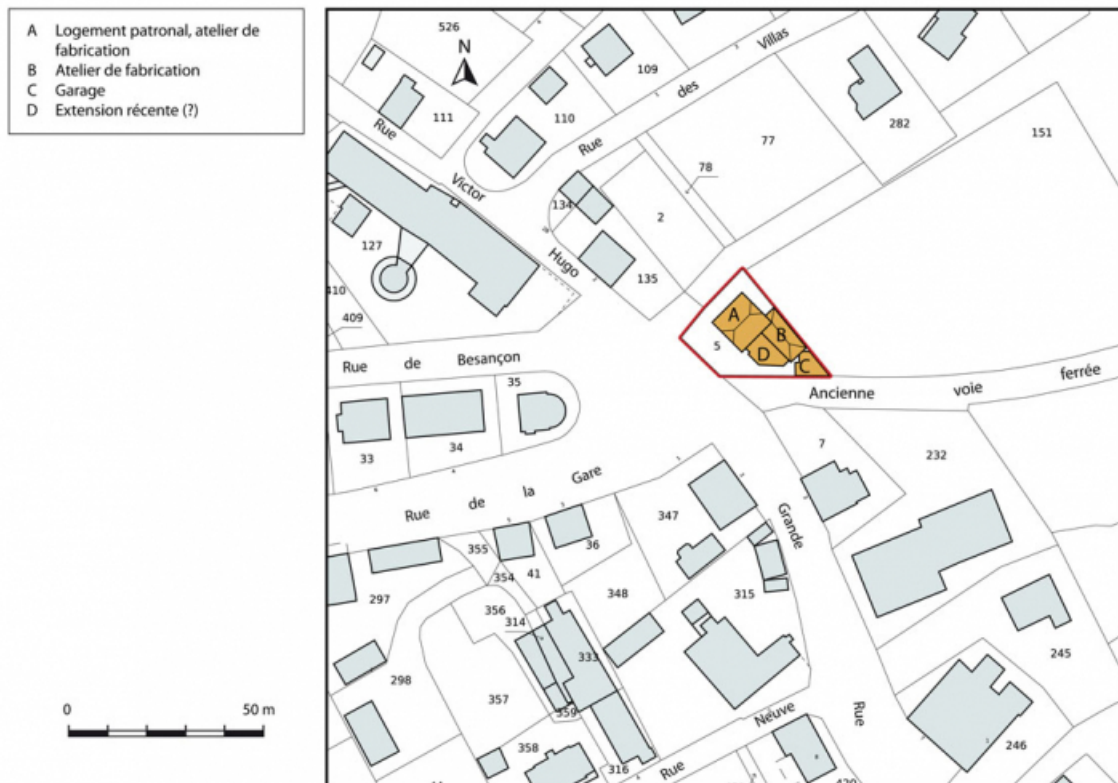 A Logement patronal, atelier de
fabrication
B Atelier de fabrication
C Garage
D Extension récente (?)
0 50 m
526
N
109
Rue des Villas
111
110
282
151
77
78
Rue Victor Hugo
134
2
127
135
410
409
A
B
C
D
5
Rue de Besançon
Ancienne voie ferrée
35
33
34
7
232
Rue de la Gare
347
Grande Rue
36
355
354
41
297
356
314
348
315
333
298
245
357
359
358
316
Rue Neuve
246